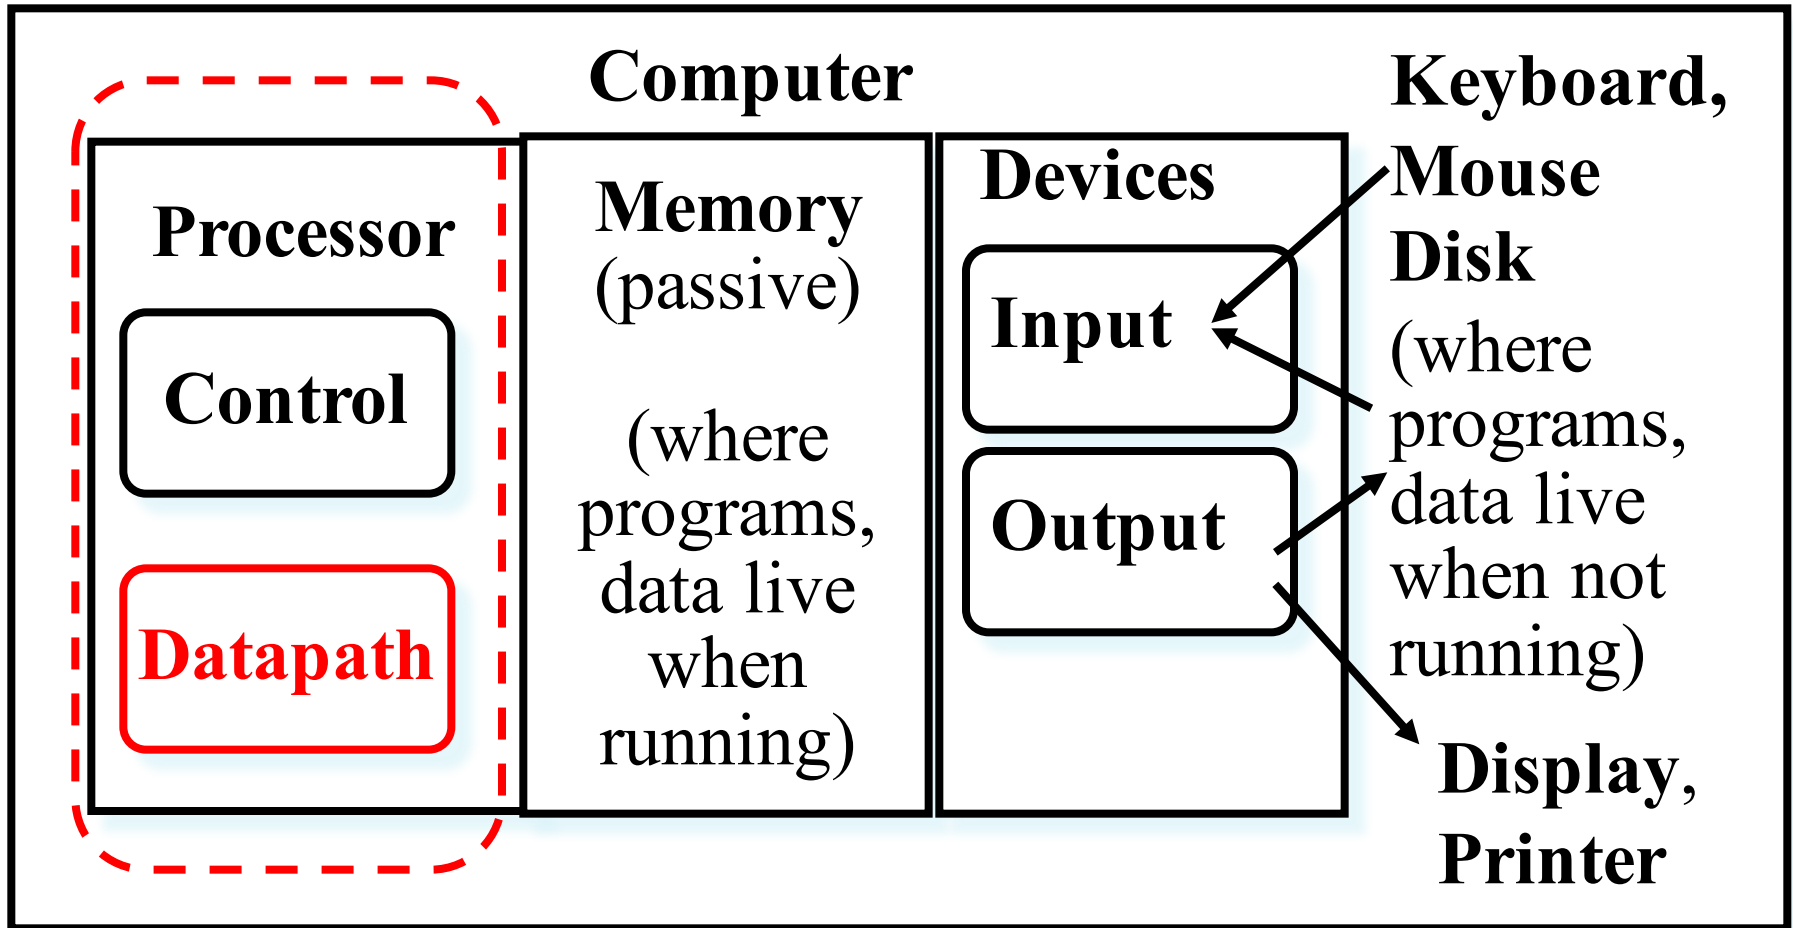 Computer
Processor
Control
Datapath
Memory
(passive)
(where
programs,
data live
when
running)
Devices
Input
Output
Keyboard,
Mouse
Disk
(where
programs,
data live
when not
running)
Display,
Printer